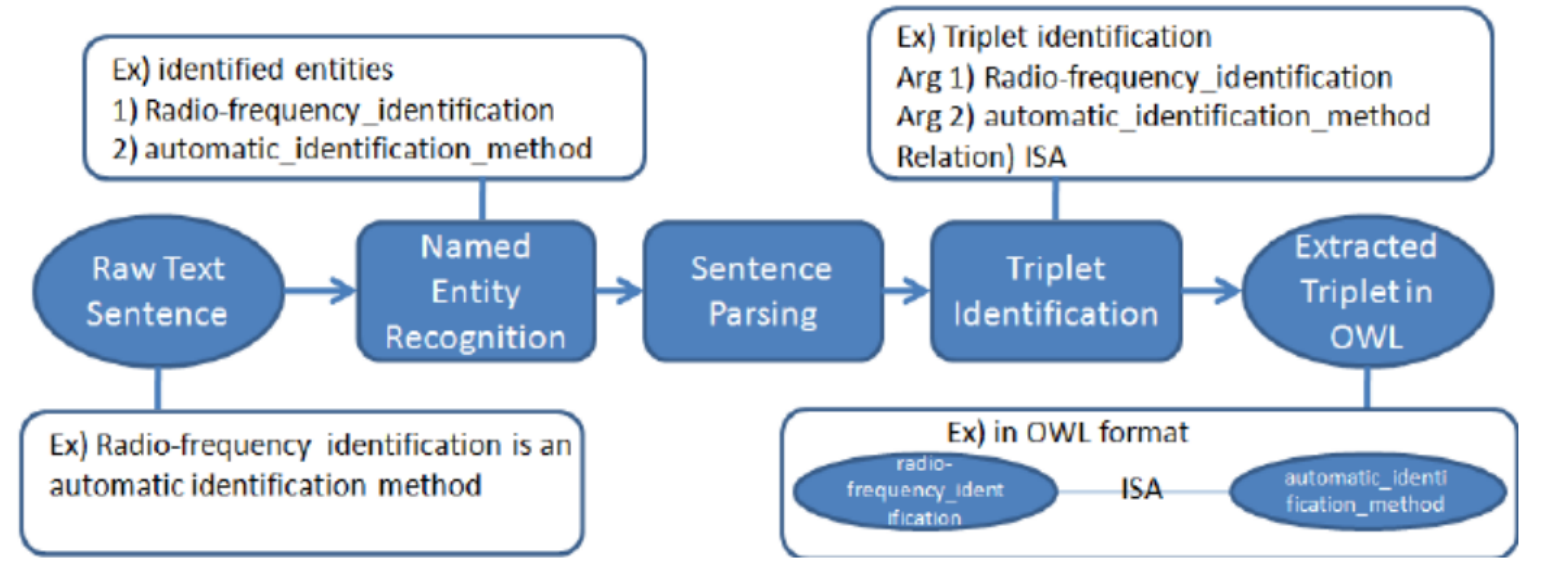 Ex) identified entities
1) Radio-frequency_identification
2) automatic_identification_method
Ex) Triplet identification
Arg 1) Radio-frequency_identification
Arg 2) automatic_identification_method
Relation) ISA
Raw Text
Sentence
Named
Entity
Recognition
Sentence
Parsing
Triplet
Identification
Extracted
Triplet in
OWL
Ex) Radio-frequency identification is an
automatic identification method
Ex) in OWL format
radio-
frequency_ident
ification
ISA
automatic_identi
fication_method